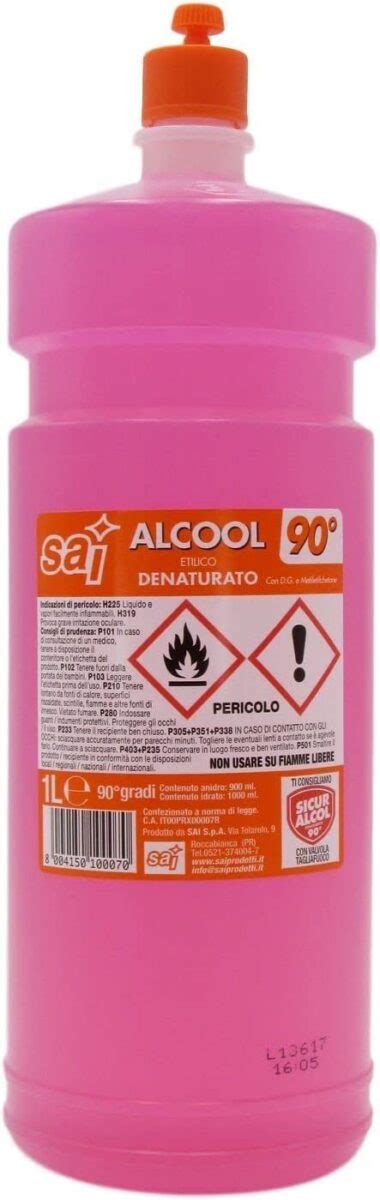 sai
ALCOOL 90°
ETILICO
DENATURATO Con D.G. e Metiletilchetone
Indicazioni di pericolo: H225 Liquido e
vapori facilmente infiammabili. H319
Provoca grave irritazione oculare.
Consigli di prudenza: P101 In caso
di consultazione di un medico,
tenere a disposizione il
contenitore o l'etichetta del
prodotto. P102 Tenere fuori dalla
portata dei bambini. P103 Leggere
l'etichetta prima dell'uso. P210 Tenere
lontano da fonti di calore, superfici
riscaldate, scintille, fiamme e altre fonti di
innesco. Vietato fumare. P280 Indossare
guanti / indumenti protettivi. Proteggere gli occhi
/ il viso. P233 Tenere il recipiente ben chiuso. P305+P351+P338 IN CASO DI CONTATTO CON GLI
OCCHI: sciacquare accuratamente per parecchi minuti. Togliere le eventuali lenti a contatto se è agevole
farlo. Continuare a sciacquare. P403+P235 Conservare in luogo fresco e ben ventilato. P501 Smaltire il
prodotto / recipiente in conformità con le disposizioni
locali / regionali / nazionali / internazionali.
PERICOLO
NON USARE SU FIAMME LIBERE
1L℮ 90°gradi
Contenuto anidro: 900 ml.
Contenuto idrato: 1000 ml.
Confezionato a norma di legge.
C.A. IT00PRX00007R
Prodotto da SAI S.p.A. Via Tolarolo, 9
Roccabianca (PR)
Tel.0521-374004-7
www.saiprodotti.it
info@saiprodotti.it
sai
8 004150 100070
TI CONSIGLIAMO
SICUR
ALCOL
90°
CON VALVOLA
TAGLIAFUOCO
L13617
16:05